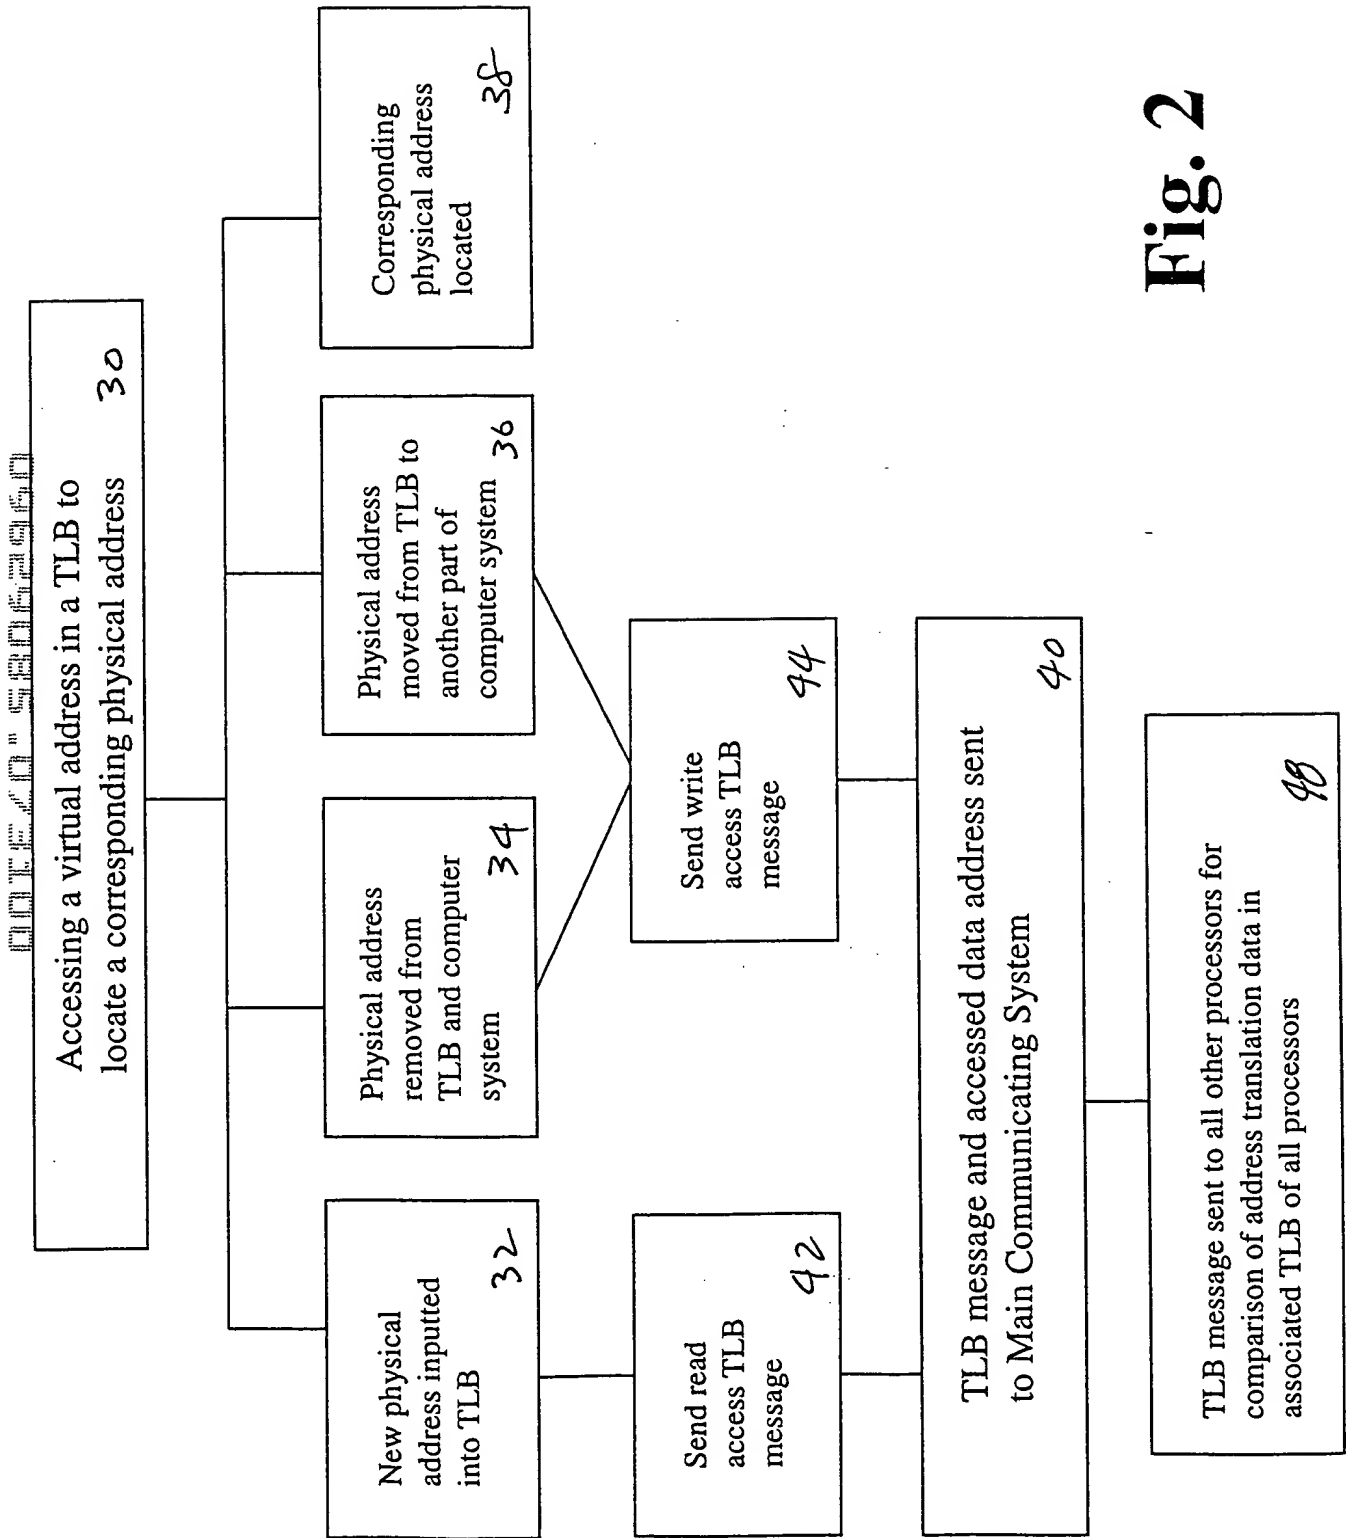 Accessing a virtual address in a TLB to
locate a corresponding physical address 30
New physical
address inputted
into TLB
32
Physical address
removed from
TLB and computer
system
34
Physical address
moved from TLB to
another part of
computer system
36
Corresponding
physical address
located
38
Send read
access TLB
message
42
Send write
access TLB
message
44
TLB message and accessed data address sent
to Main Communicating System
40
TLB message sent to all other processors for
comparison of address translation data in
associated TLB of all processors
48
Fig. 2